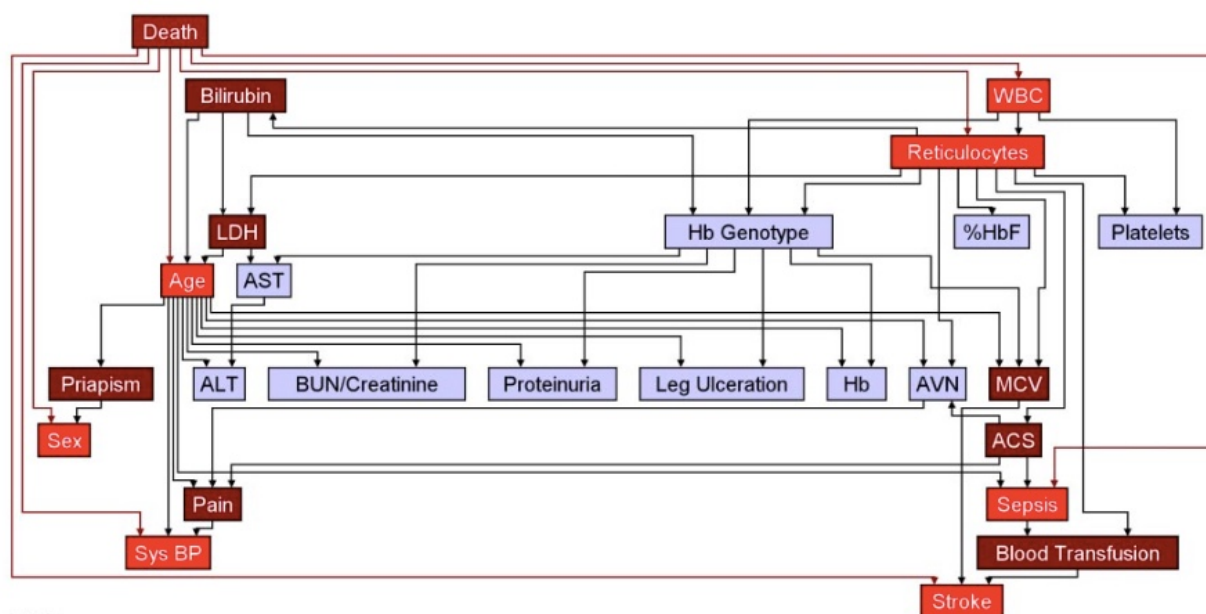 Death
Bilirubin
WBC
Reticulocytes
LDH
Hb Genotype
%HbF
Platelets
Age
AST
Priapism
ALT
BUN/Creatinine
Proteinuria
Leg Ulceration
Hb
AVN
MCV
Sex
ACS
Pain
Sepsis
Sys BP
Blood Transfusion
Stroke